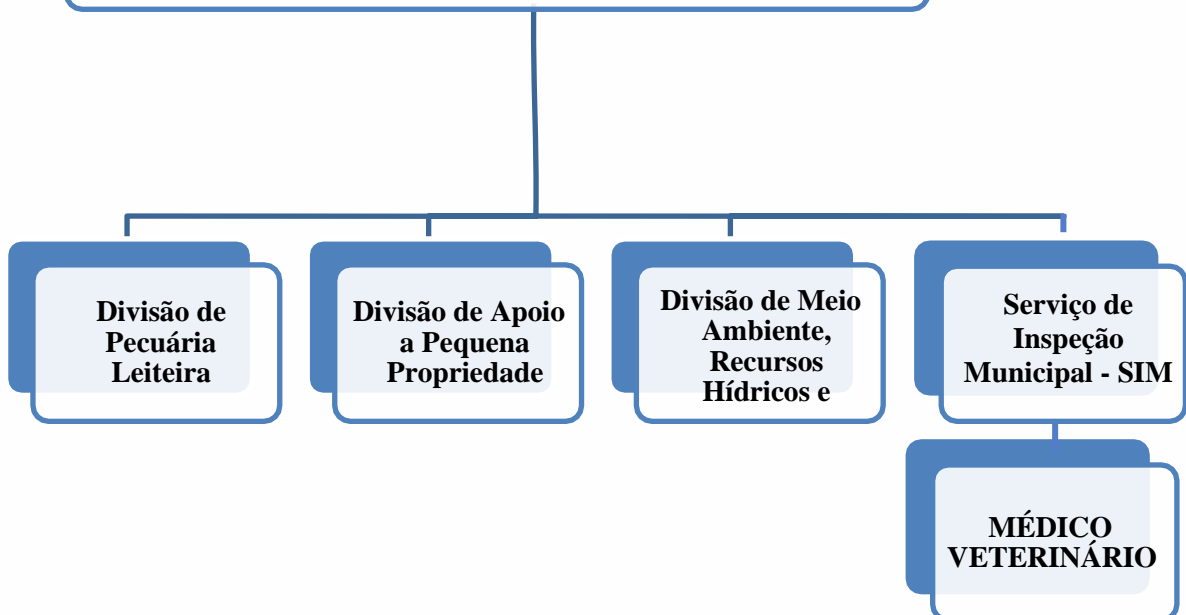 Divisão de
Pecuária
Leiteira
Divisão de Apoio
a Pequena
Propriedade
Divisão de Meio
Ambiente,
Recursos
Hídricos e
Serviço de
Inspeção
Municipal - SIM
MÉDICO
VETERINÁRIO